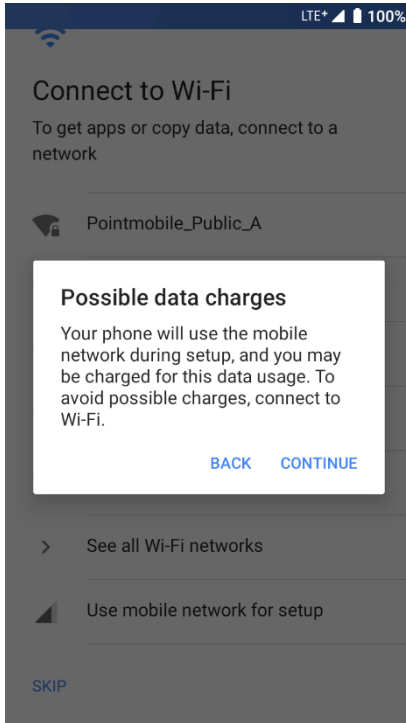 LTE+ 100%
Connect to Wi-Fi
To get apps or copy data, connect to a
network
Pointmobile_Public_A
Possible data charges
Your phone will use the mobile
network during setup, and you may
be charged for this data usage. To
avoid possible charges, connect to
Wi-Fi.
BACK CONTINUE
See all Wi-Fi networks
Use mobile network for setup
SKIP